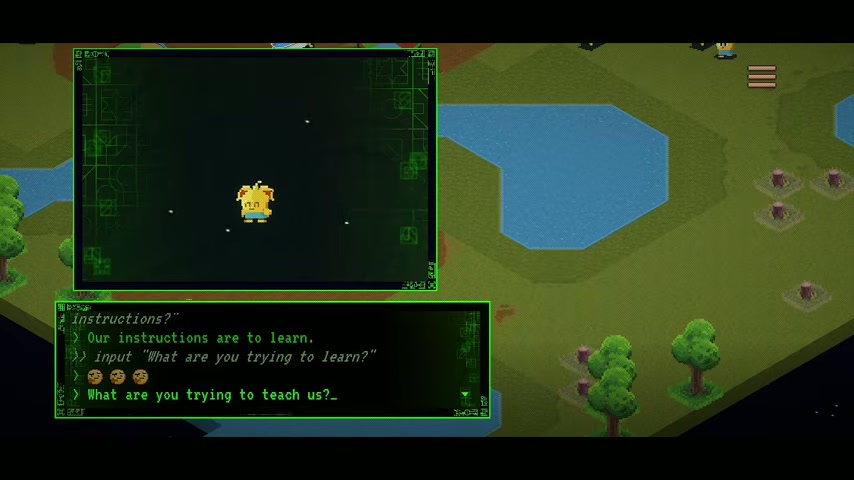 instructions?"
> Our instructions are to learn.
>> input "What are you trying to learn?"
>
> What are you trying to teach us?_